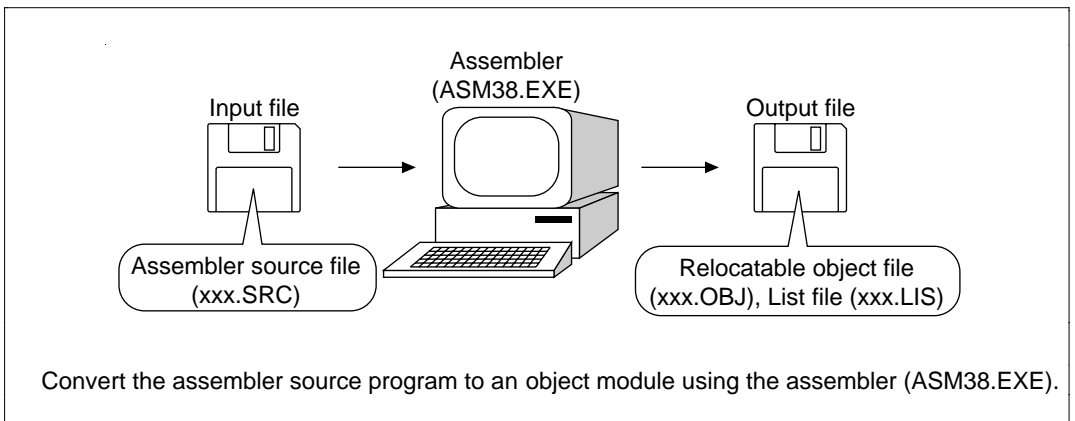 Assembler
(ASM38.EXE)
Input file
Output file
Assembler source file
(xxx.SRC)
Relocatable object file
(xxx.OBJ), List file (xxx.LIS)
Convert the assembler source program to an object module using the assembler (ASM38.EXE).